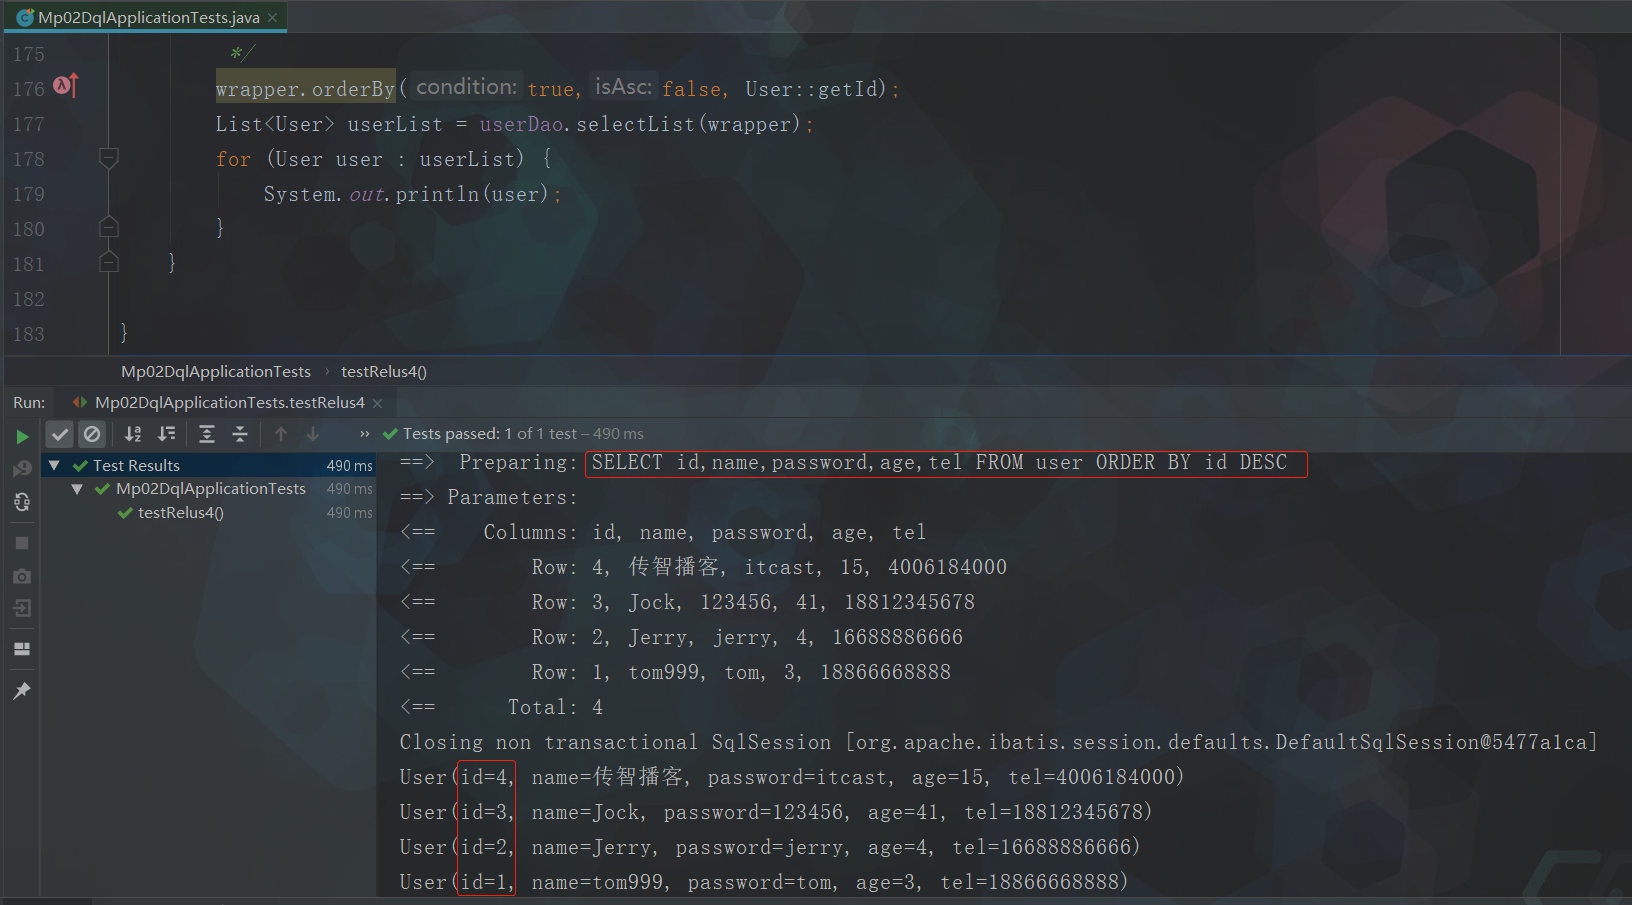 Mp02DqlApplicationTests.java ×
175 */
176 wrapper.orderBy( condition: true, isAsc: false, User::getId);
177 List<User> userList = userDao.selectList(wrapper);
178 for (User user : userList) {
179 System.out.println(user);
180 }
181 }
182
183 }
Mp02DqlApplicationTests › testRelus4()
Run: Mp02DqlApplicationTests.testRelus4 ×
» Tests passed: 1 of 1 test – 490 ms
Test Results 490 ms
Mp02DqlApplicationTests 490 ms
testRelus4() 490 ms
==>  Preparing: SELECT id,name,password,age,tel FROM user ORDER BY id DESC
==> Parameters:
<==    Columns: id, name, password, age, tel
<==        Row: 4, 传智播客, itcast, 15, 4006184000
<==        Row: 3, Jock, 123456, 41, 18812345678
<==        Row: 2, Jerry, jerry, 4, 16688886666
<==        Row: 1, tom999, tom, 3, 18866668888
<==      Total: 4
Closing non transactional SqlSession [org.apache.ibatis.session.defaults.DefaultSqlSession@5477a1ca]
User(id=4, name=传智播客, password=itcast, age=15, tel=4006184000)
User(id=3, name=Jock, password=123456, age=41, tel=18812345678)
User(id=2, name=Jerry, password=jerry, age=4, tel=16688886666)
User(id=1, name=tom999, password=tom, age=3, tel=18866668888)